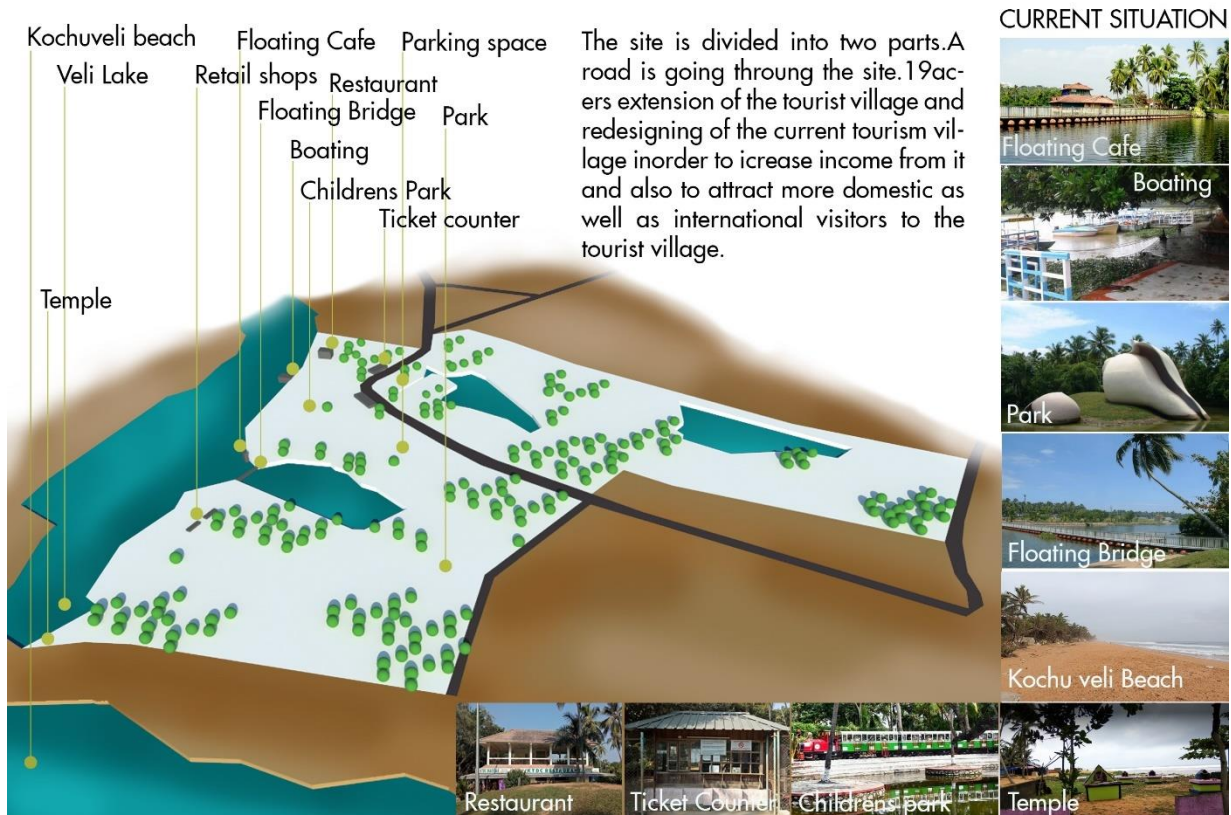 Kochuveli beach
Floating Cafe
Parking space
Veli Lake
Retail shops
Restaurant
Floating Bridge
Park
Boating
Childrens Park
Ticket counter
Temple
The site is divided into two parts.A
road is going throung the site.19ac-
ers extension of the tourist village and
redesigning of the current tourism vil-
lage inorder to icrease income from it
and also to attract more domestic as
well as international visitors to the
tourist village.
CURRENT SITUATION
Floating Cafe
Boating
Park
Floating Bridge
Kochu veli Beach
Restaurant
Ticket Counter
Childrens park
Temple